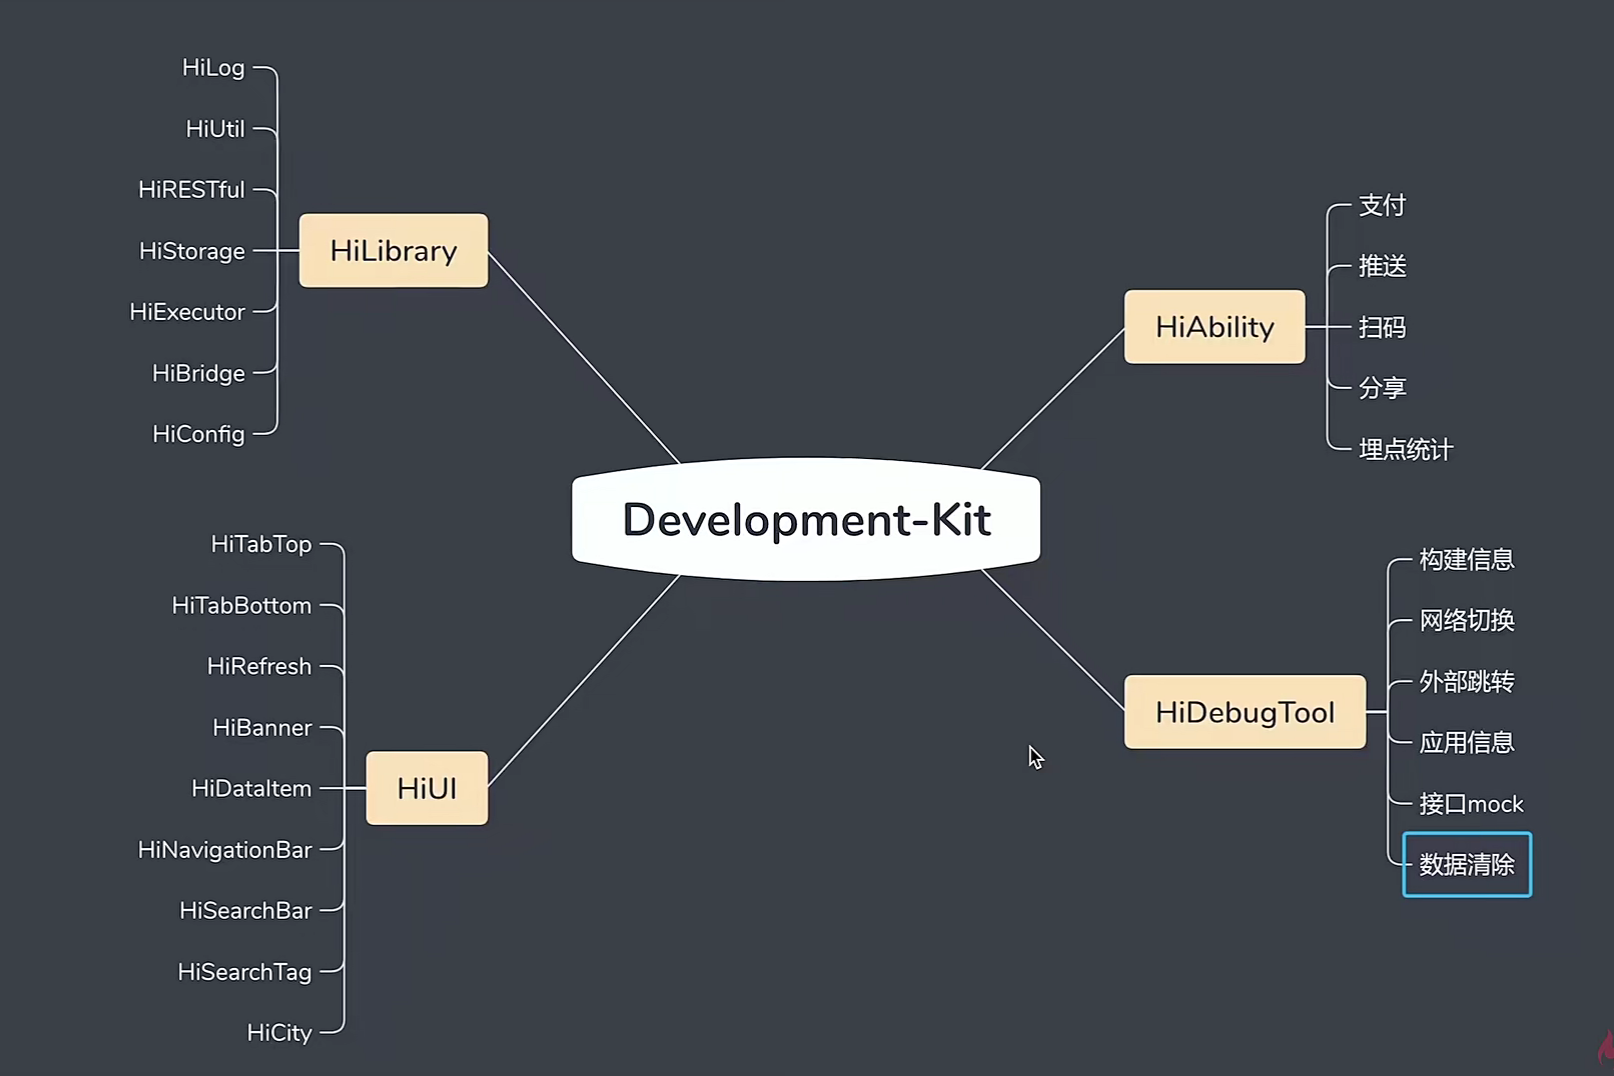 Development-Kit
HiLibrary
HiLog
HiUtil
HiRESTful
HiStorage
HiExecutor
HiBridge
HiConfig
HiUI
HiTabTop
HiTabBottom
HiRefresh
HiBanner
HiDataItem
HiNavigationBar
HiSearchBar
HiSearchTag
HiCity
HiAbility
支付
推送
扫码
分享
埋点统计
HiDebugTool
构建信息
网络切换
外部跳转
应用信息
接口mock
数据清除